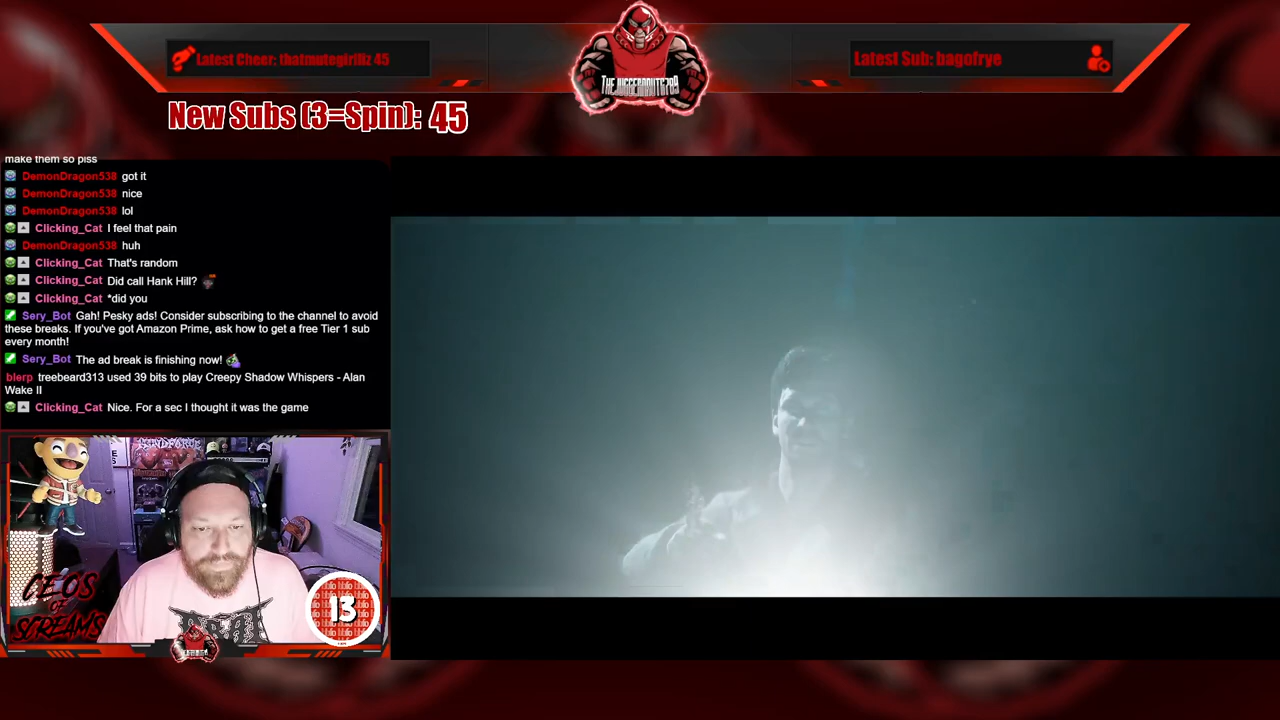 Latest Cheer: thatmutegirlliz 45
THEJUGGERNAUT6789
Latest Sub: bagofrye
New Subs (3=Spin): 45
make them so piss
DemonDragon538 got it
DemonDragon538 nice
DemonDragon538 lol
Clicking_Cat I feel that pain
DemonDragon538 huh
Clicking_Cat That's random
Clicking_Cat Did call Hank Hill?
Clicking_Cat *did you
Sery_Bot Gah! Pesky ads! Consider subscribing to the channel to avoid
these breaks. If you've got Amazon Prime, ask how to get a free Tier 1 sub
every month!
Sery_Bot The ad break is finishing now!
blerp treebeard313 used 39 bits to play Creepy Shadow Whispers - Alan
Wake II
Clicking_Cat Nice. For a sec I thought it was the game
CEOS
OF
SCREAMS
13